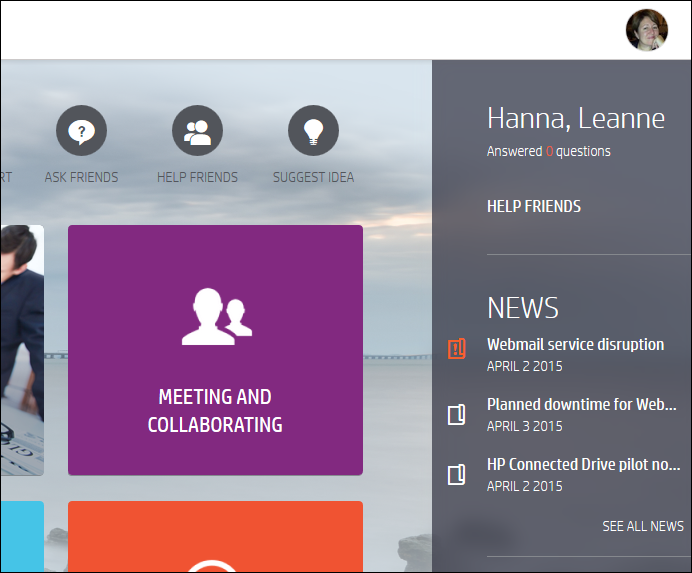 RT
ASK FRIENDS
HELP FRIENDS
SUGGEST IDEA
MEETING AND
COLLABORATING
Hanna, Leanne
Answered 0 questions
HELP FRIENDS
NEWS
Webmail service disruption
APRIL 2 2015
Planned downtime for Web...
APRIL 3 2015
HP Connected Drive pilot no...
APRIL 2 2015
SEE ALL NEWS